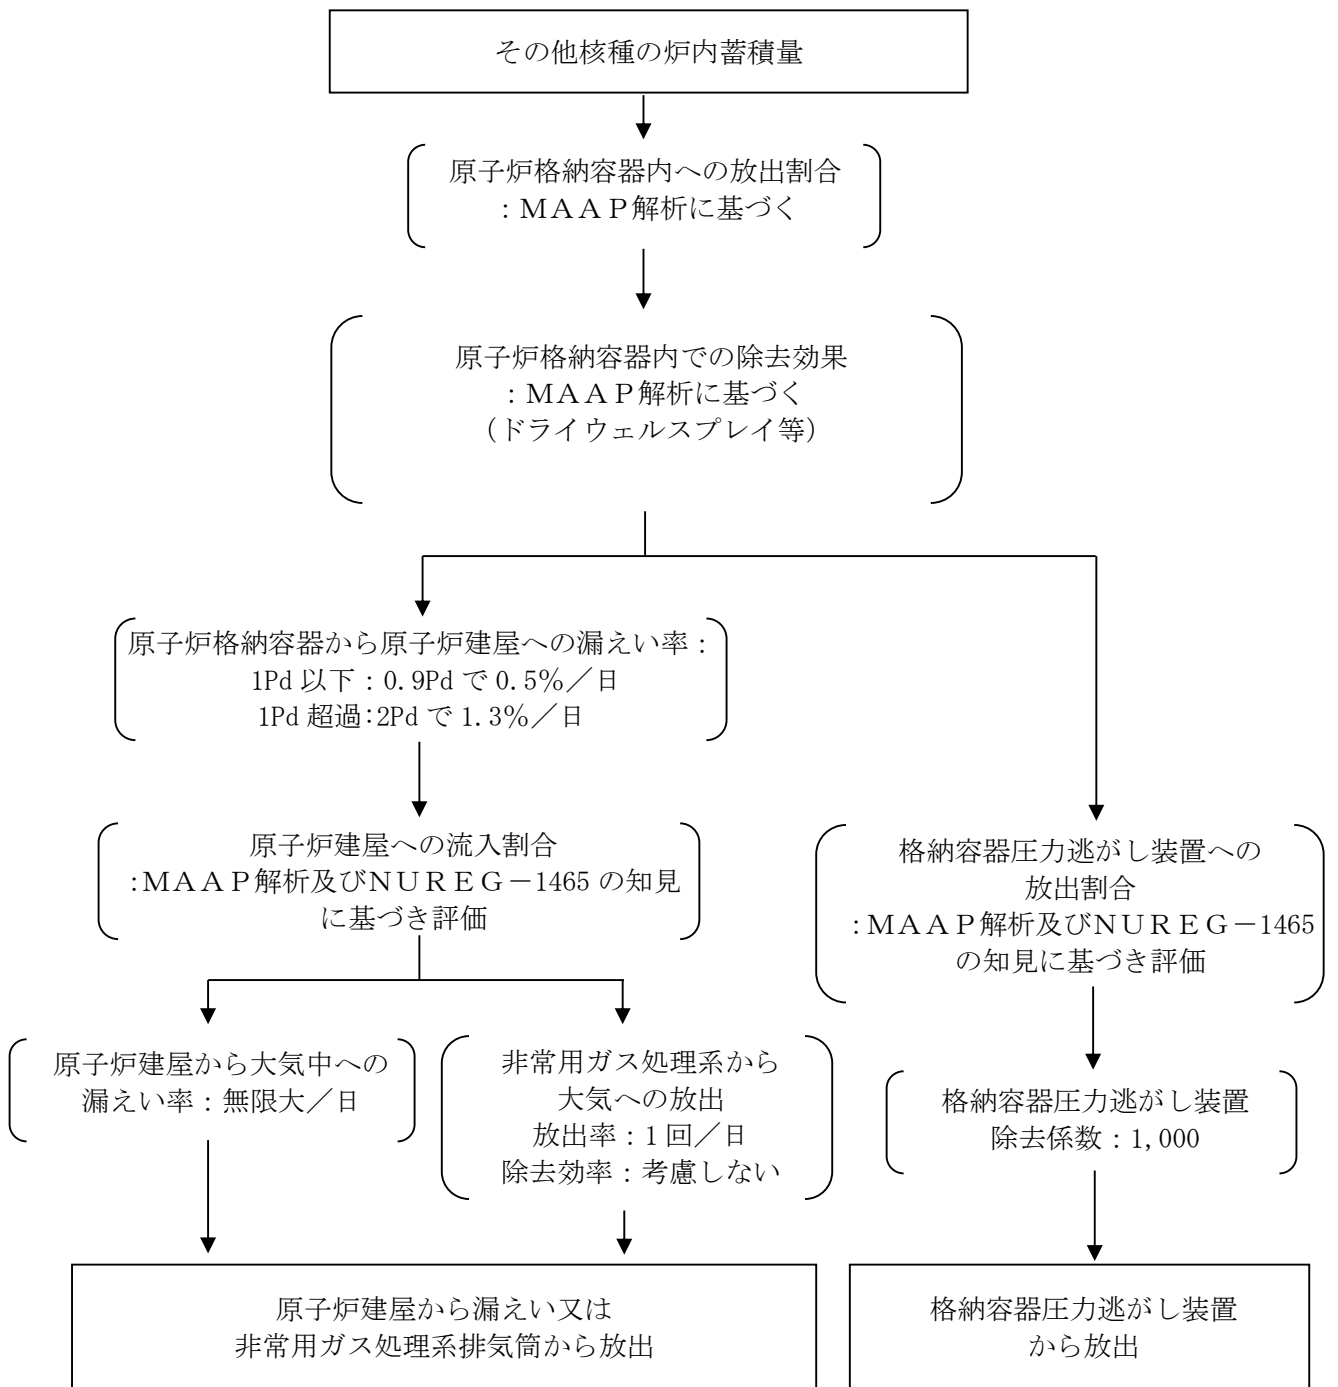 その他核種の炉内蓄積量
原子炉格納容器内への放出割合
：ＭＡＡＰ解析に基づく
原子炉格納容器内での除去効果
：ＭＡＡＰ解析に基づく
（ドライウェルスプレイ等）
原子炉格納容器から原子炉建屋への漏えい率：
1Pd 以下：0.9Pd で 0.5％／日
1Pd 超過：2Pd で 1.3％／日
原子炉建屋への流入割合
：ＭＡＡＰ解析及びＮＵＲＥＧ－1465 の知見
に基づき評価
格納容器圧力逃がし装置への
放出割合
：ＭＡＡＰ解析及びＮＵＲＥＧ－1465
の知見に基づき評価
原子炉建屋から大気中への
漏えい率：無限大／日
非常用ガス処理系から
大気への放出
放出率：1 回／日
除去効率：考慮しない
格納容器圧力逃がし装置
除去係数：1,000
原子炉建屋から漏えい又は
非常用ガス処理系排気筒から放出
格納容器圧力逃がし装置
から放出